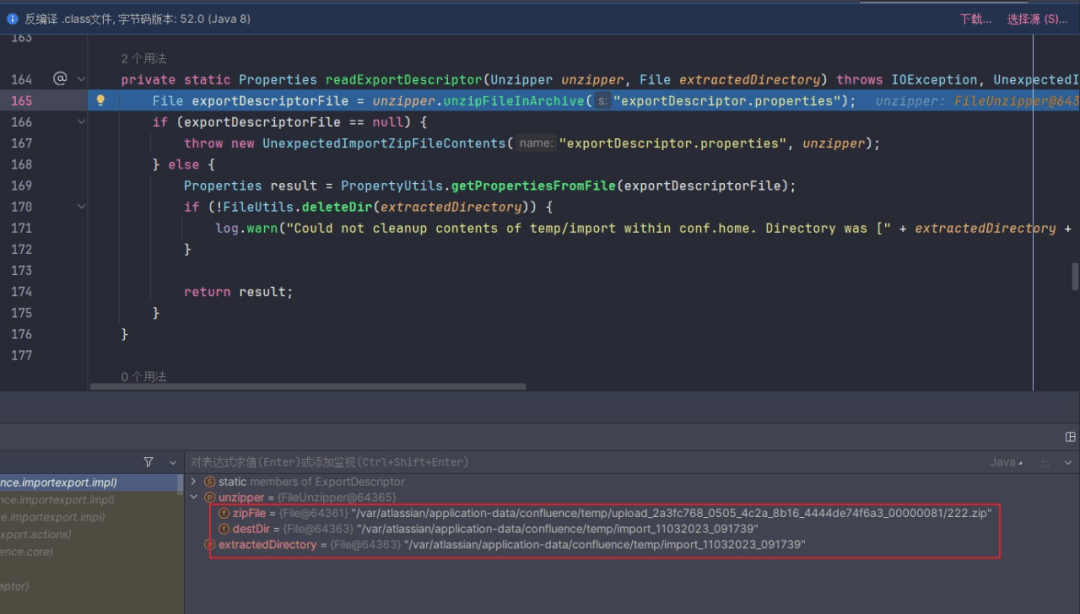 反编译 .class文件, 字节码版本: 52.0 (Java 8) 下载... 选择源 (S)...
163
2 个用法
164 @ private static Properties readExportDescriptor(Unzipper unzipper, File extractedDirectory) throws IOException, UnexpectedI
165 File exportDescriptorFile = unzipper.unzipFileInArchive( s: "exportDescriptor.properties"); unzipper: FileUnzipper@643
166 if (exportDescriptorFile == null) {
167 throw new UnexpectedImportZipFileContents( name: "exportDescriptor.properties", unzipper);
168 } else {
169 Properties result = PropertyUtils.getPropertiesFromFile(exportDescriptorFile);
170 if (!FileUtils.deleteDir(extractedDirectory)) {
171 log.warn("Could not cleanup contents of temp/import within conf.home. Directory was [" + extractedDirectory +
172 }
173
174 return result;
175 }
176 }
177
0 个用法
对表达式求值(Enter)或添加监视(Ctrl+Shift+Enter) Java
nce.importexport.impl) static members of ExportDescriptor
nce.importexport.impl) unzipper = {FileUnzipper@64365}
e.importexport.impl) zipFile = {File@64361} "/var/atlassian/application-data/confluence/temp/upload_2a3fc768_0505_4c2a_8b16_4444de74f6a3_00000081/222.zip"
xport.actions) destDir = {File@64363} "/var/atlassian/application-data/confluence/temp/import_11032023_091739"
ence.core) extractedDirectory = {File@64363} "/var/atlassian/application-data/confluence/temp/import_11032023_091739"
eptor)